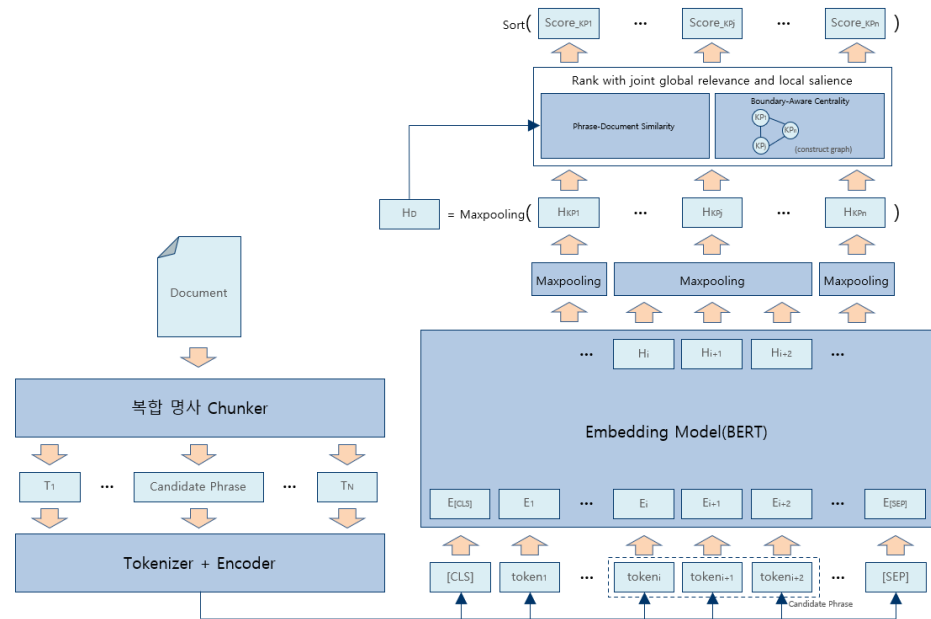 Sort( Score_KP1 ... Score_KPj ... Score_KPn )
Rank with joint global relevance and local salience
Phrase-Document Similarity
Boundary-Aware Centrality
KP1
KPn
KPj
(construct graph)
HD = Maxpooling( HKP1 ... HKPj ... HKPn )
Maxpooling Maxpooling Maxpooling
Document
... Hi Hi+1 Hi+2 ...
복합 명사 Chunker
Embedding Model(BERT)
T1 ... Candidate Phrase ... TN
E[CLS] E1 ... Ei Ei+1 Ei+2 ... E[SEP]
Tokenizer + Encoder
[CLS] token1 ... tokeni tokeni+1 tokeni+2 ... [SEP]
Candidate Phrase